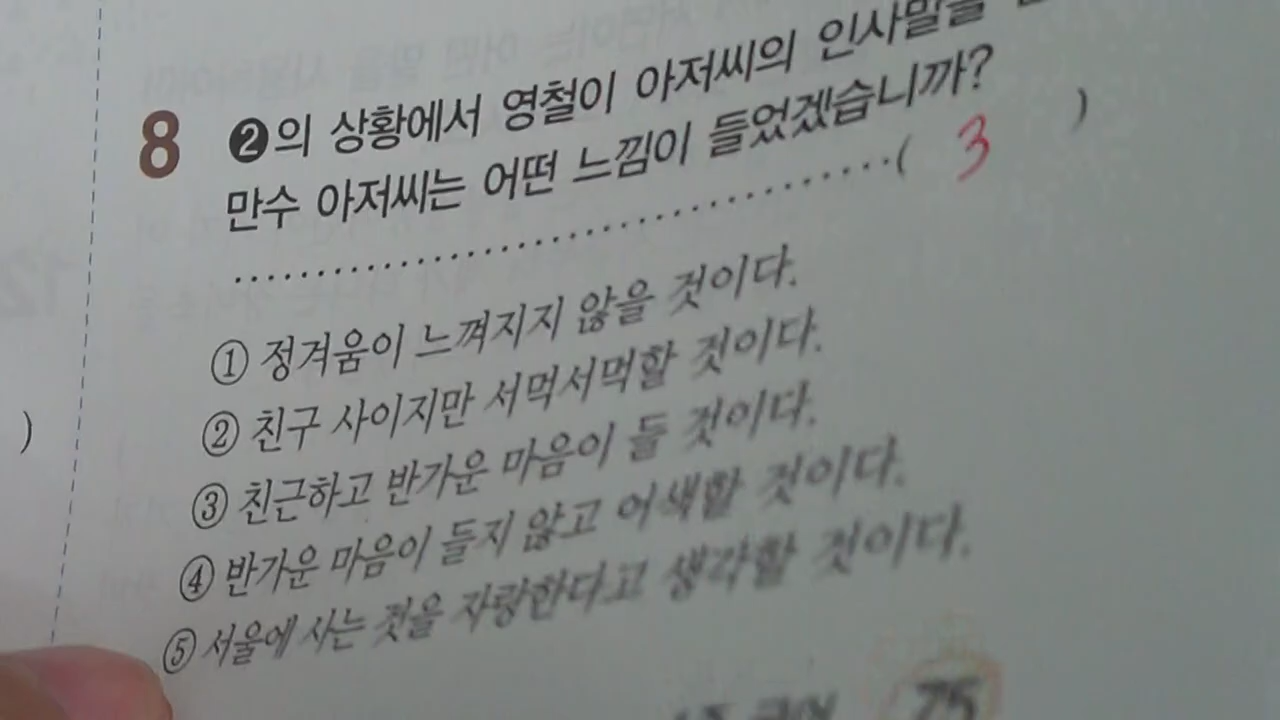 8 ❷의 상황에서 영철이 아저씨의 인사말을
만수 아저씨는 어떤 느낌이 들었겠습니까?
( 3 )
① 정겨움이 느껴지지 않을 것이다.
② 친구 사이지만 서먹서먹할 것이다.
③ 친근하고 반가운 마음이 들 것이다.
)
④ 반가운 마음이 들지 않고 어색할 것이다.
⑤ 서울에 사는 것을 자랑한다고 생각할 것이다.
75